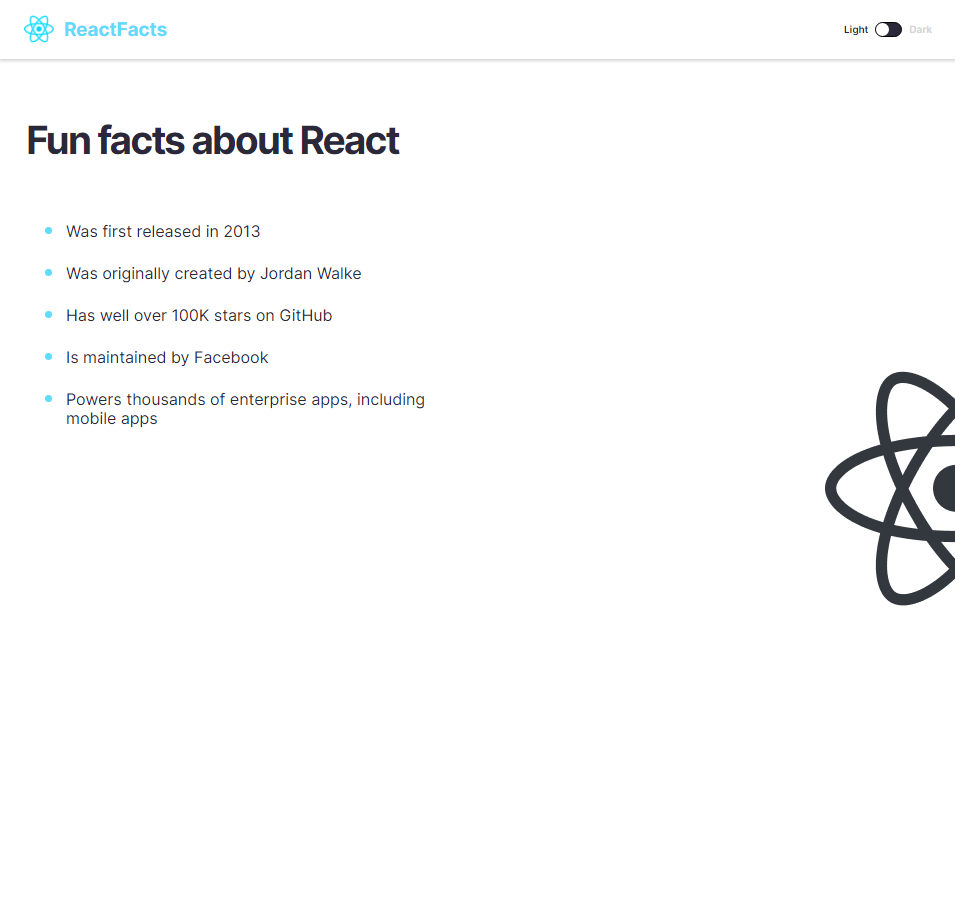 ReactFacts
Light
Dark
Fun facts about React
Was first released in 2013
Was originally created by Jordan Walke
Has well over 100K stars on GitHub
Is maintained by Facebook
Powers thousands of enterprise apps, including
mobile apps